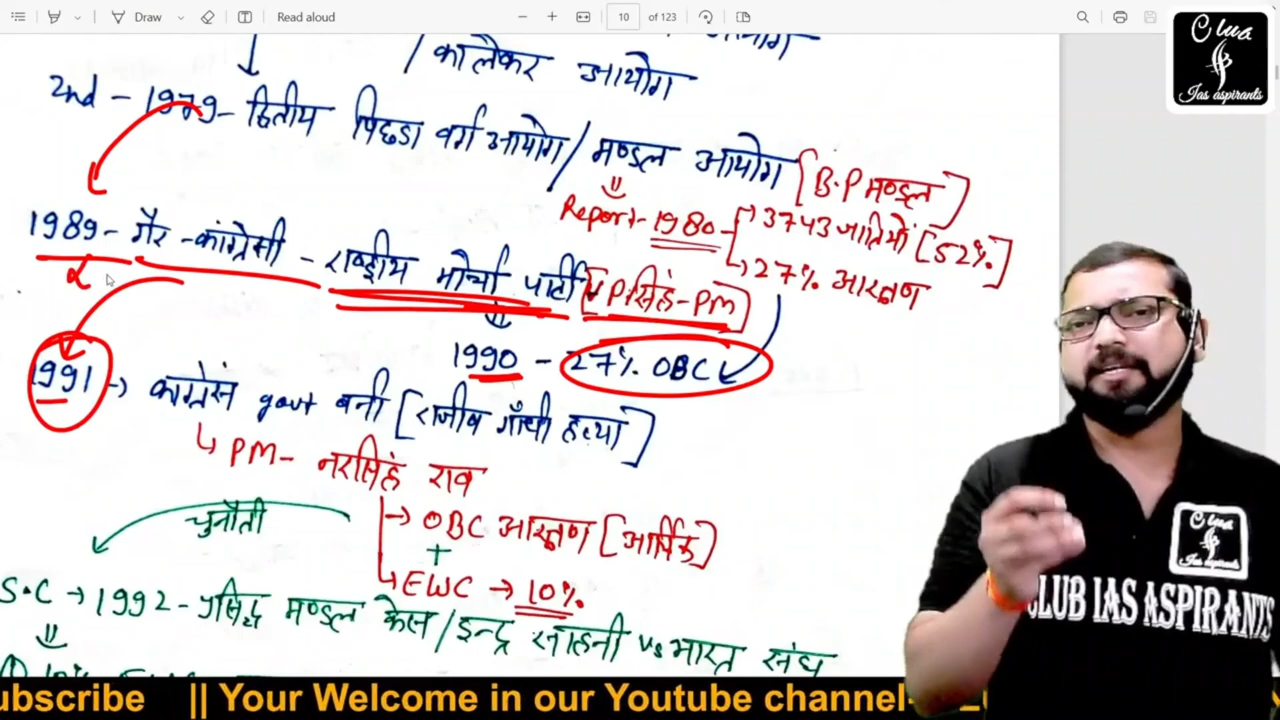 Draw
Read aloud
10 of 123
Club
Ias aspirants
/ कालेकर आयोग
2nd - 1979 - द्वितीय पिछडा वर्ग आयोग / मण्डल आयोग [B.P मण्डल]
Report - 1980 - 3743 जातियों [52%]
27% आरक्षण
1989 - गैर - कांग्रेसी - राष्ट्रीय मोर्चा पार्टी [V.P सिंह - PM]
1990 - 27% OBC
1991 → कांग्रेस govt बनी [राजीव गाँधी हत्या]
PM - नरसिंह राव
चुनौती
→ OBC आरक्षण [आर्थिक]
+
EWC → 10%
S.C → 1992 - प्रसिद्ध मण्डल केस / इन्द्रा साहनी vs भारत संघ
CLUB IAS ASPIRANTS
ubscribe || Your Welcome in our Youtube channel-